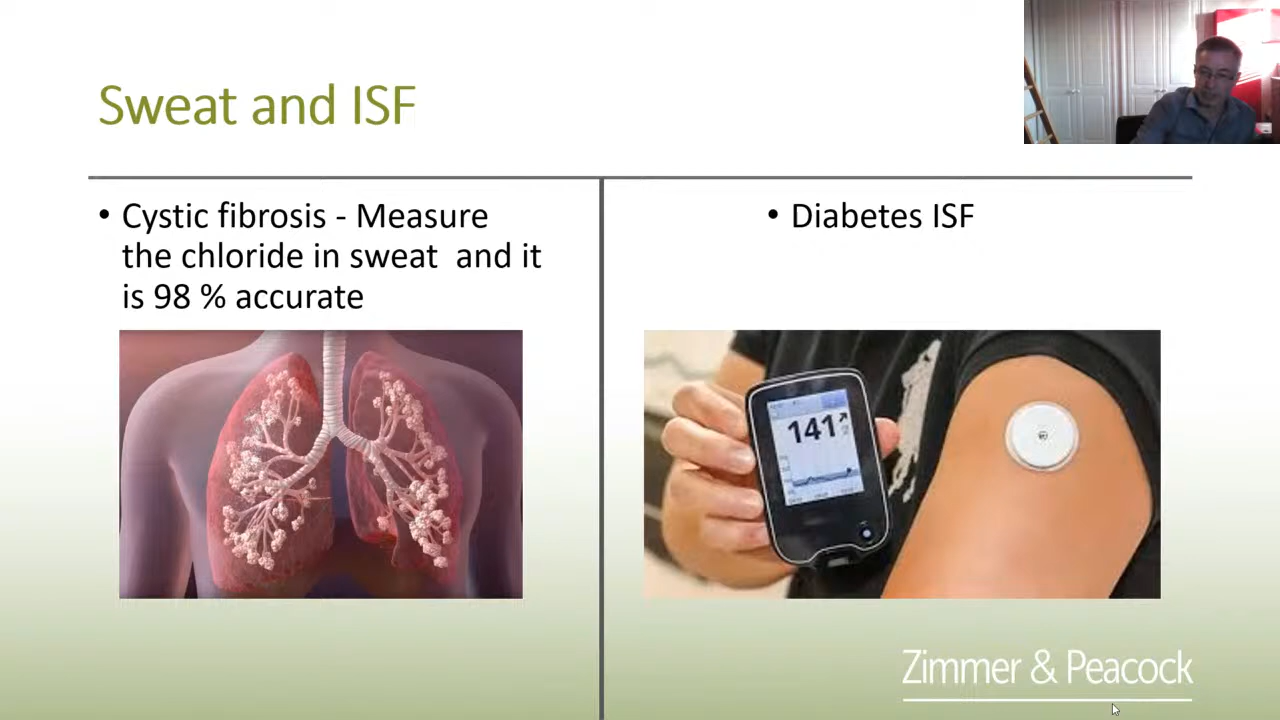 Sweat and ISF
• Cystic fibrosis - Measure
the chloride in sweat and it
is 98 % accurate
• Diabetes ISF
141
Zimmer & Peacock